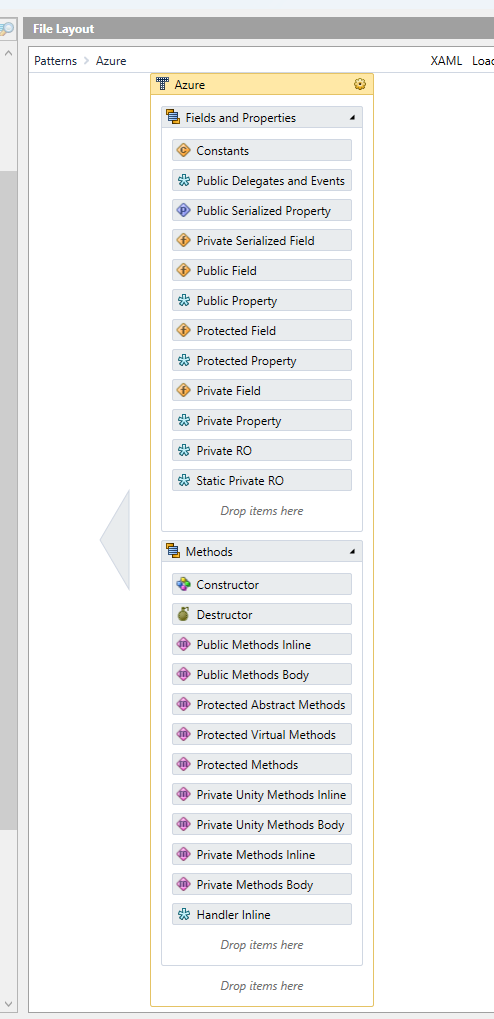 File Layout
Patterns > Azure XAML Load
Azure
Fields and Properties
Constants
Public Delegates and Events
Public Serialized Property
Private Serialized Field
Public Field
Public Property
Protected Field
Protected Property
Private Field
Private Property
Private RO
Static Private RO
Drop items here
Methods
Constructor
Destructor
Public Methods Inline
Public Methods Body
Protected Abstract Methods
Protected Virtual Methods
Protected Methods
Private Unity Methods Inline
Private Unity Methods Body
Private Methods Inline
Private Methods Body
Handler Inline
Drop items here
Drop items here